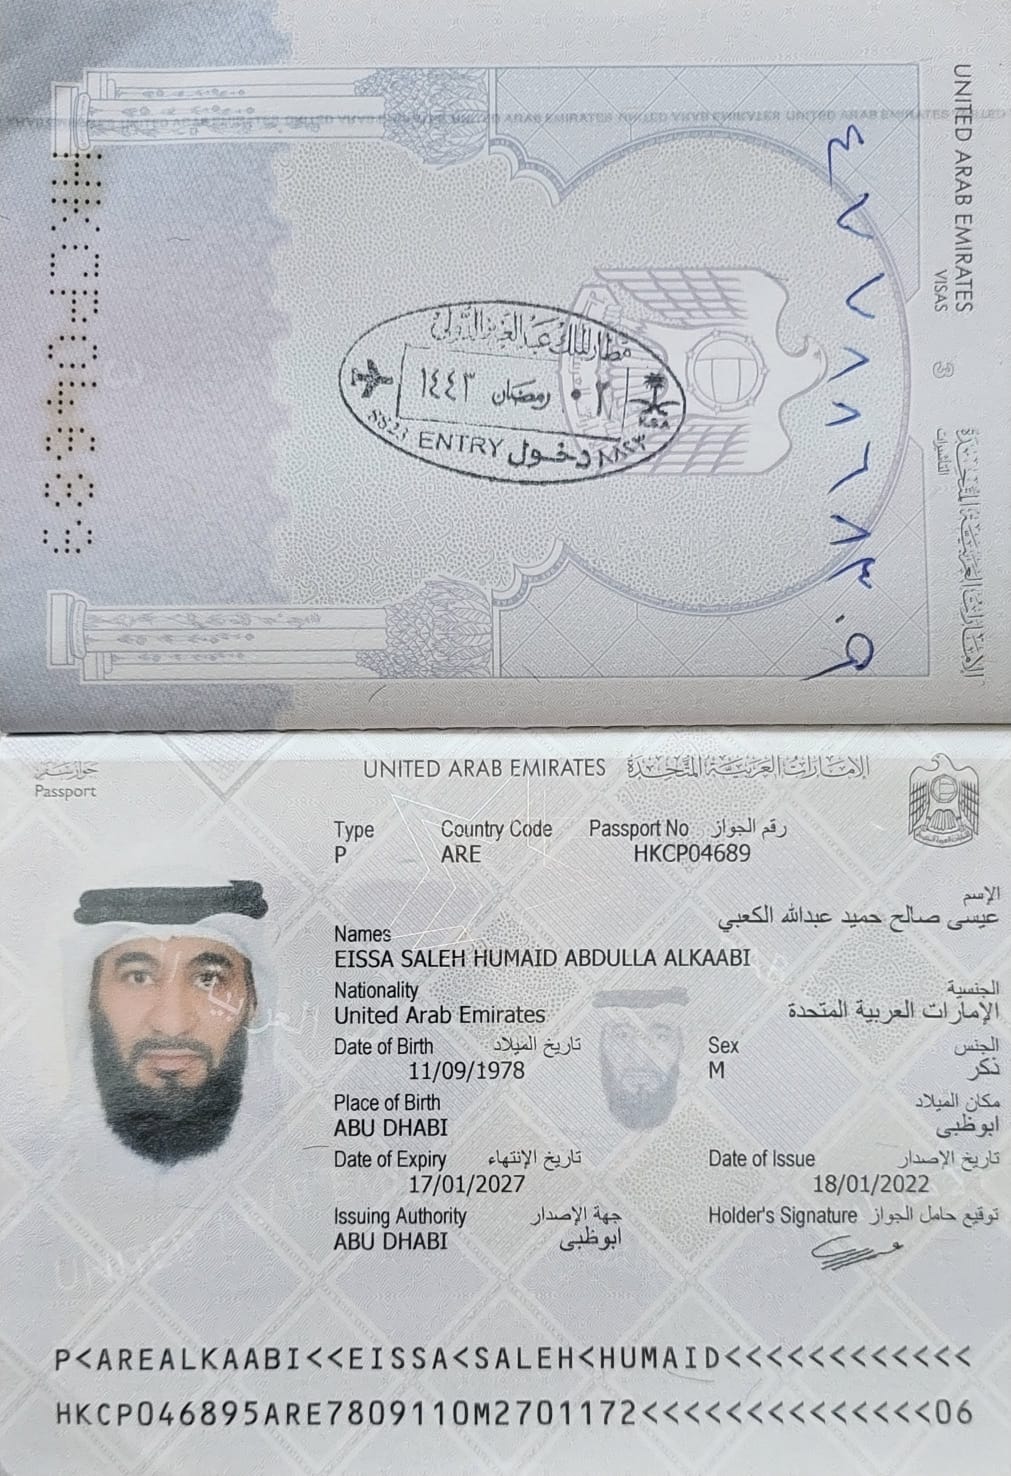 UNITED ARAB EMIRATES
VISAS
3
الإمارات العربية المتحدة
التأشيرات
٤٧٧٨٨٦٨٣٠٩
مطار الملك عبدالعزيز الدولي
٠٢ رمضان ١٤٤٣
K.S.A
8823 ENTRY دخول ٨٨٢٣
HKCP04689
جواز سفر
Passport
UNITED ARAB EMIRATES الإمارات العربية المتحدة
Type Country Code Passport No رقم الجواز
P ARE HKCP04689
الإسم
عيسى صالح حميد عبدالله الكعبي
Names
EISSA SALEH HUMAID ABDULLA ALKAABI
Nationality الجنسية
United Arab Emirates الإمارات العربية المتحدة
Date of Birth تاريخ الميلاد Sex الجنس
11/09/1978 M ذكر
Place of Birth مكان الميلاد
ABU DHABI ابوظبى
Date of Expiry تاريخ الإنتهاء Date of Issue تاريخ الإصدار
17/01/2027 18/01/2022
Issuing Authority جهة الإصدار Holder's Signature توقيع حامل الجواز
ABU DHABI ابوظبى
P<AREALKAABI<<EISSA<SALEH<HUMAID<<<<<<<<<<<<
HKCP046895ARE7809110M2701172<<<<<<<<<<<<<<06